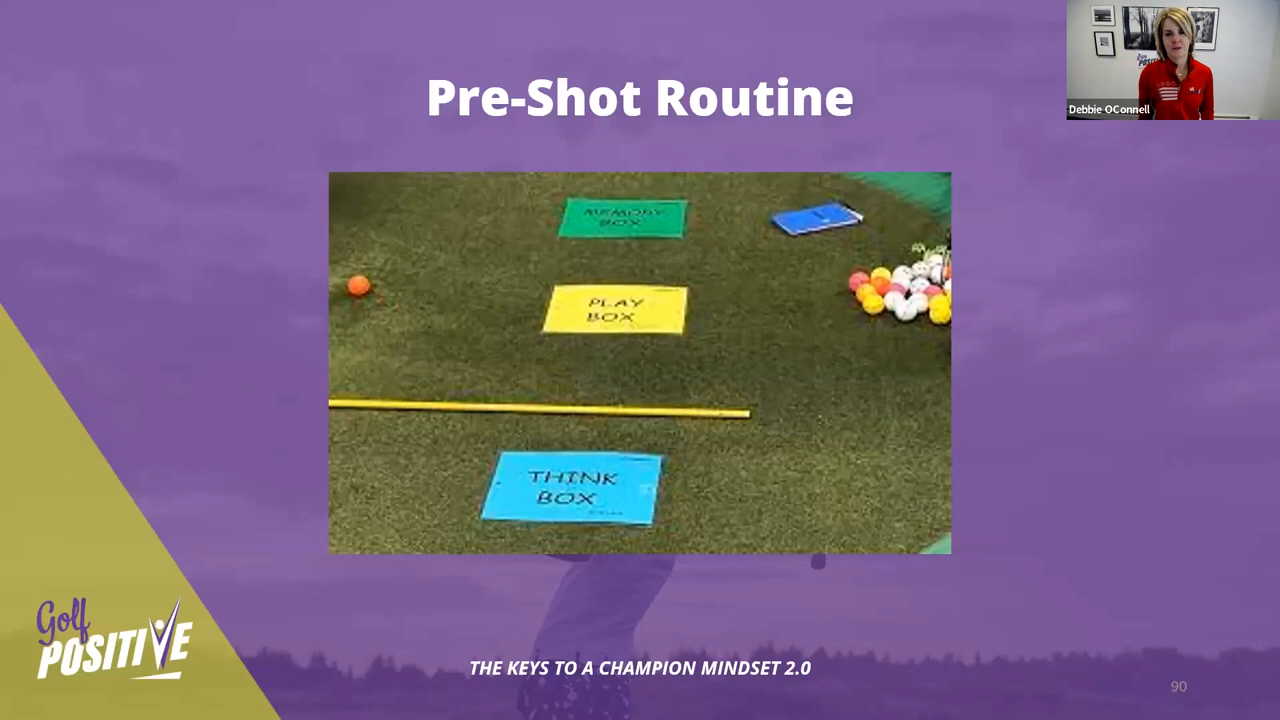 Pre-Shot Routine
Debbie OConnell
MEMORY
BOX
PLAY
BOX
THINK
BOX
Golf
POSITIVE
THE KEYS TO A CHAMPION MINDSET 2.0
90